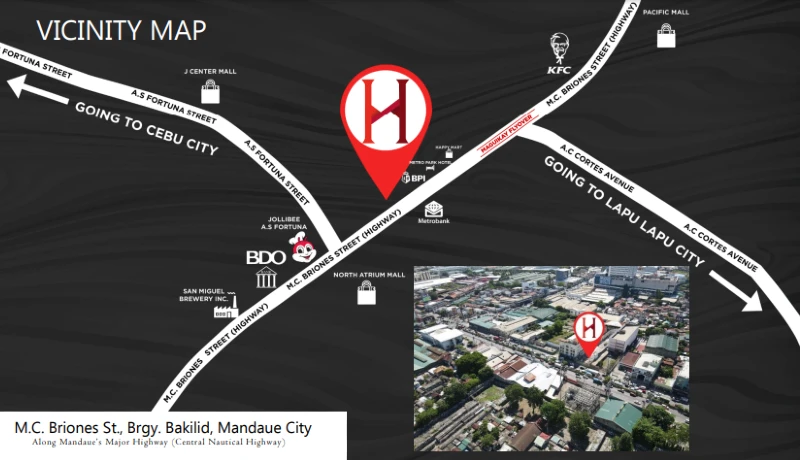 VICINITY MAP
PACIFIC MALL
KFC
J CENTER MALL
FORTUNA STREET
A.S FORTUNA STREET
A.S FORTUNA STREET
GOING TO CEBU CITY
M.C. BRIONES STREET (HIGHWAY)
H
MAGUIKAY FLYOVER
HAPPY MART
METRO PARK HOTEL
BPI
Metrobank
A.C CORTES AVENUE
A.C CORTES AVENUE
GOING TO LAPU LAPU CITY
JOLLIBEE
A.S FORTUNA
BDO
M.C. BRIONES STREET (HIGHWAY)
NORTH ATRIUM MALL
SAN MIGUEL
BREWERY INC.
M.C. BRIONES STREET (HIGHWAY)
H
M.C. Briones St., Brgy. Bakilid, Mandaue City
Along Mandaue's Major Highway (Central Nautical Highway)